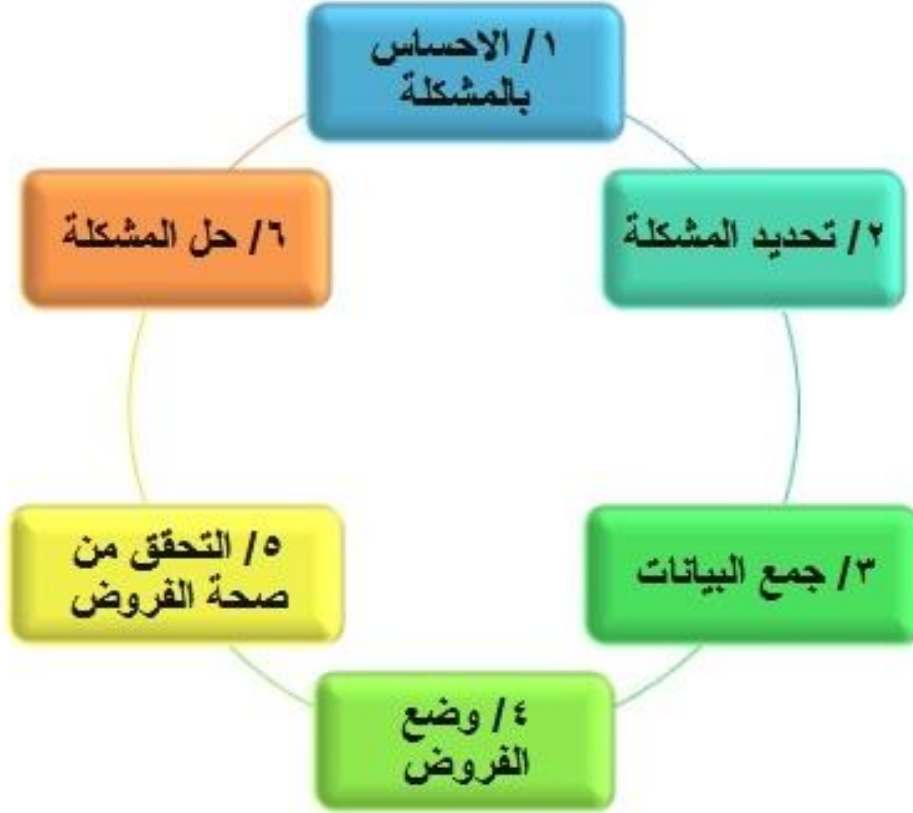 ١/ الاحساس
بالمشكلة
٢/ تحديد المشكلة
٣/ جمع البيانات
٤/ وضع
الفروض
٥/ التحقق من
صحة الفروض
٦/ حل المشكلة